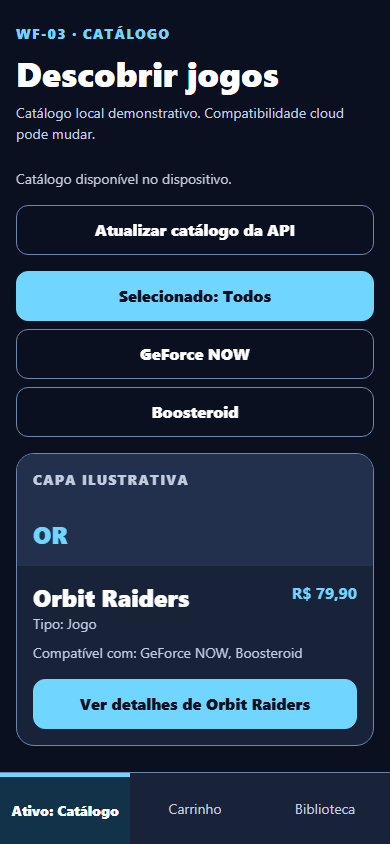 WF-03 · CATÁLOGO
Descobrir jogos
Catálogo local demonstrativo. Compatibilidade cloud
pode mudar.
Catálogo disponível no dispositivo.
Atualizar catálogo da API
Selecionado: Todos
GeForce NOW
Boosteroid
CAPA ILUSTRATIVA
OR
Orbit Raiders
R$ 79,90
Tipo: Jogo
Compatível com: GeForce NOW, Boosteroid
Ver detalhes de Orbit Raiders
Ativo: Catálogo
Carrinho
Biblioteca